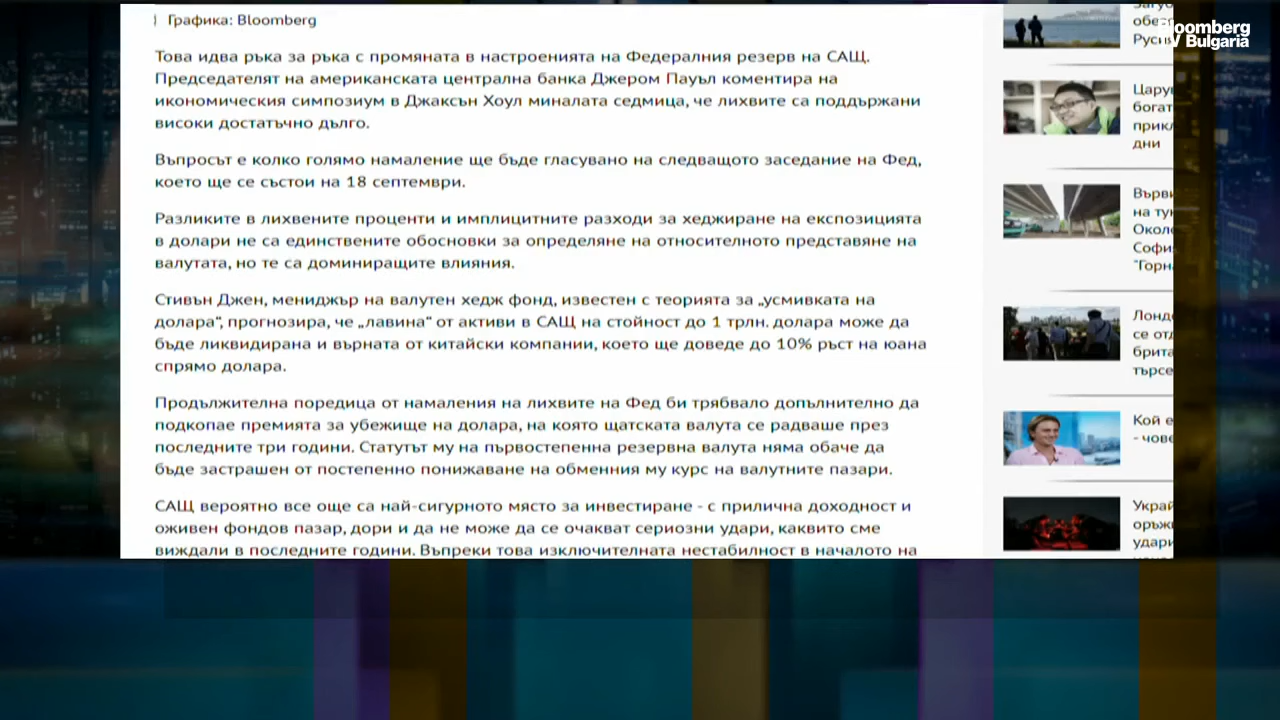 Графика: Bloomberg
Това идва ръка за ръка с промяната в настроенията на Федералния резерв на САЩ.
Председателят на американската централна банка Джером Пауъл коментира на
икономическия симпозиум в Джаксън Хоул миналата седмица, че лихвите са поддържани
високи достатъчно дълго.
Въпросът е колко голямо намаление ще бъде гласувано на следващото заседание на Фед,
което ще се състои на 18 септември.
Разликите в лихвените проценти и имплицитните разходи за хеджиране на експозицията
в долари не са единствените обосновки за определяне на относителното представяне на
валутата, но те са доминиращите влияния.
Стивън Джен, мениджър на валутен хедж фонд, известен с теорията за „усмивката на
долара“, прогнозира, че „лавина“ от активи в САЩ на стойност до 1 трлн. долара може да
бъде ликвидирана и върната от китайски компании, което ще доведе до 10% ръст на юана
спрямо долара.
Продължителна поредица от намаления на лихвите на Фед би трябвало допълнително да
подкопае премията за убежище на долара, на която щатската валута се радваше през
последните три години. Статутът му на първостепенна резервна валута няма обаче да
бъде застрашен от постепенно понижаване на обменния му курс на валутните пазари.
САЩ вероятно все още са най-сигурното място за инвестиране - с прилична доходност и
оживен фондов пазар, дори и да не може да се очакват сериозни удари, каквито сме
виждали в последните години. Въпреки това изключителната нестабилност в началото на
Bloomberg
TV Bulgaria
Царун
богат
прикл
дни
Върви
на тун
Около
Софи
"Горна
Лондо
се отд
брита
търсе
Кой е
- чове
Украй
оръж
удари